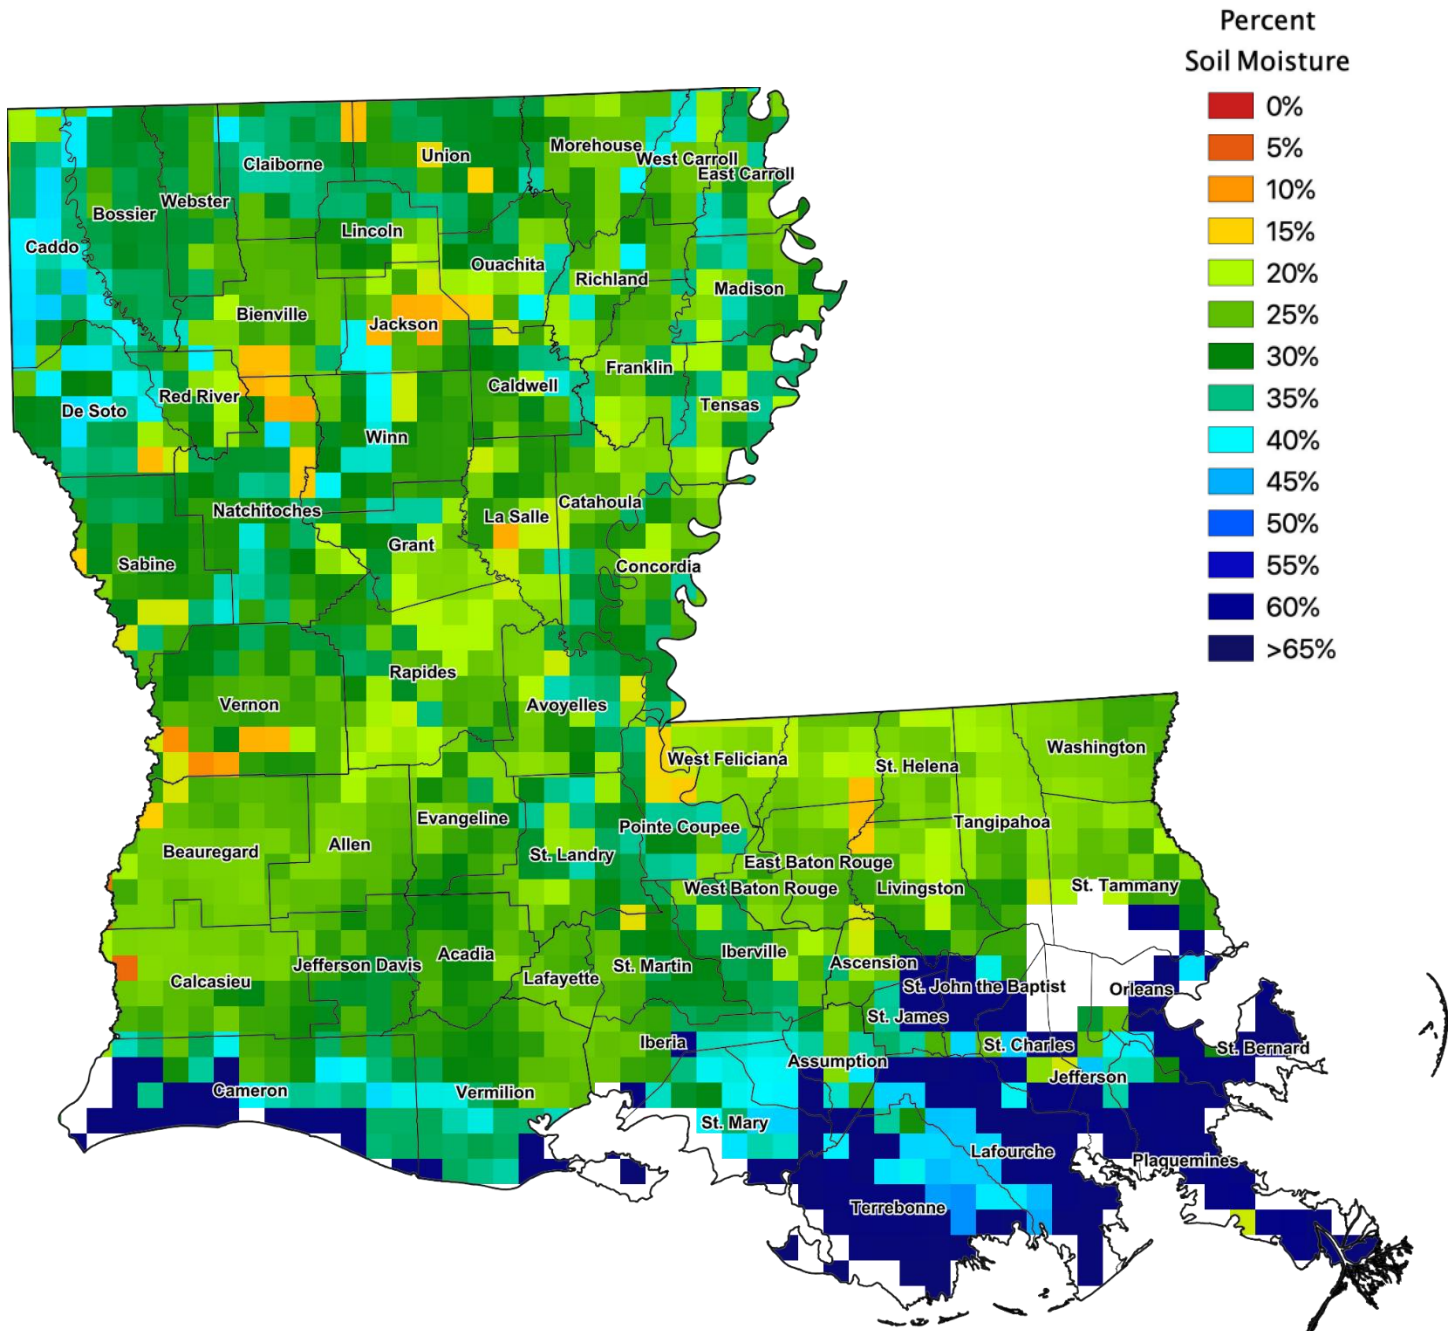 Percent
Soil Moisture
0%
5%
10%
15%
20%
25%
30%
35%
40%
45%
50%
55%
60%
>65%
Morehouse
Union
West Carroll
Claiborne
East Carroll
Webster
Bossier
Lincoln
Caddo
Ouachita
Richland
Madison
Bienville
Jackson
Franklin
Caldwell
Red River
Tensas
De Soto
Winn
Catahoula
Natchitoches
La Salle
Grant
Sabine
Concordia
Rapides
Vernon
Avoyelles
Washington
West Feliciana
St. Helena
Evangeline
Tangipahoa
Pointe Coupee
Allen
Beauregard
St. Landry
East Baton Rouge
West Baton Rouge
Livingston
St. Tammany
Iberville
Acadia
Ascension
Jefferson Davis
St. Martin
Lafayette
Calcasieu
St. John the Baptist
Orleans
St. James
Iberia
St. Charles
St. Bernard
Assumption
Jefferson
Cameron
Vermilion
St. Mary
Lafourche
Plaquemines
Terrebonne